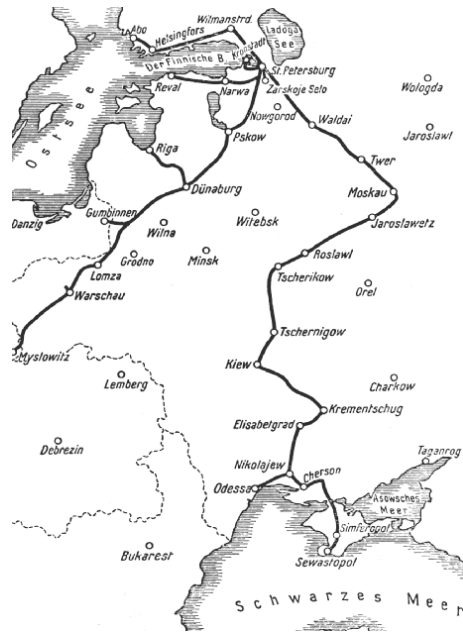 Wilmanstrd.
Ladoga
See
Abo
Helsingfors
Kronstadt
Der Finnische B.
St. Petersburg
Reval
Narwa
Zarskoje Selo
Wologda
Nowgorod
Ostsee
Pskow
Waldai
Jaroslawl
Riga
Twer
Dünaburg
Moskau
Gumbinnen
Danzig
Wilna
Witebsk
Jaroslawetz
Lomza
Grodno
Minsk
Roslawl
Tscherikow
Warschau
Orel
Tschernigow
Myslowitz
Lemberg
Kiew
Charkow
Krementschug
Debrezin
Elisabetgrad
Taganrog
Nikolajew
Odessa
Cherson
Asowsches
Meer
Simferopol
Bukarest
Sewastopol
Schwarzes Meer